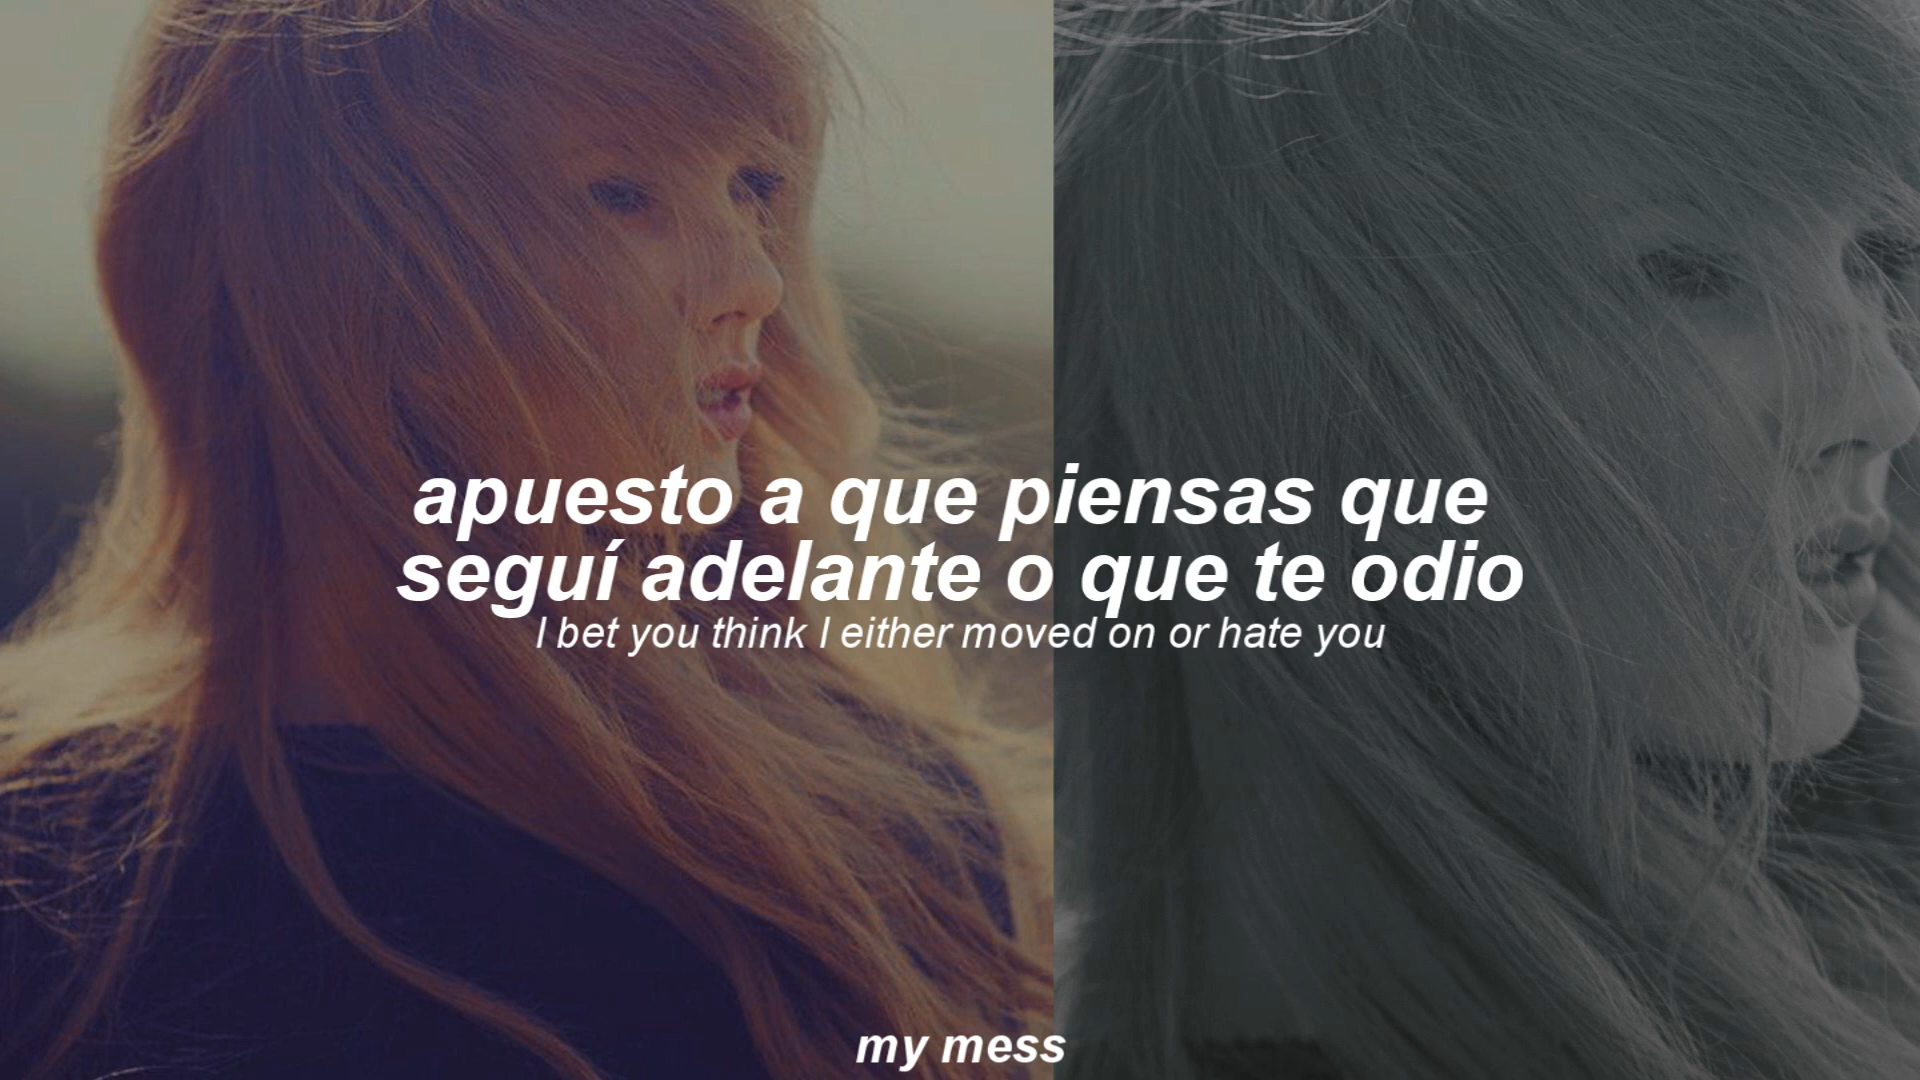 apuesto a que piensas que
seguí adelante o que te odio
I bet you think I either moved on or hate you
my mess